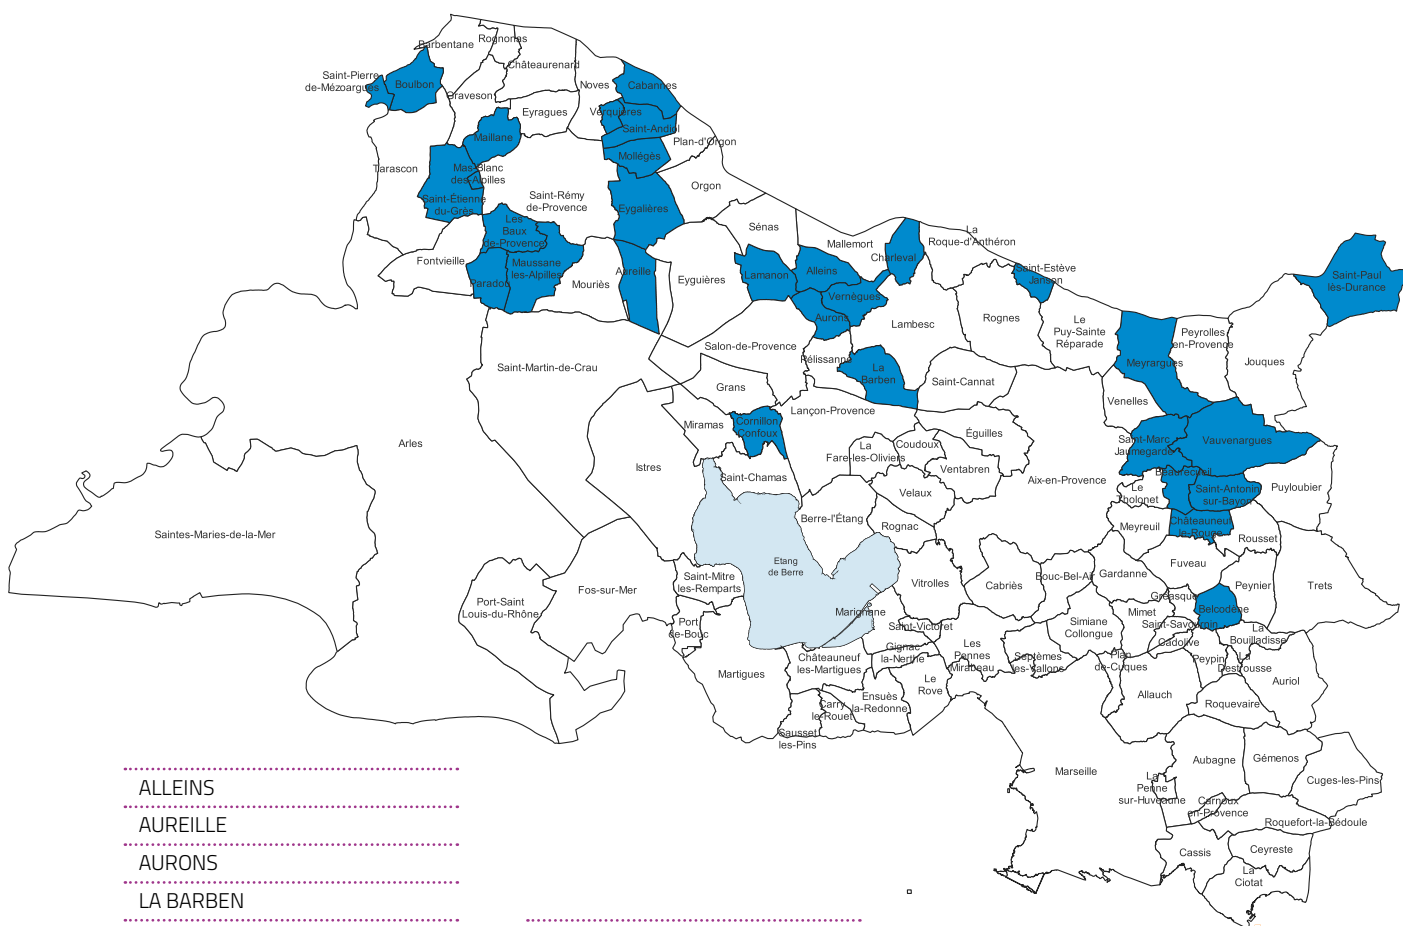 Barbentane
Rognonas
Châteaurenard
Saint-Pierre
de-Mézoargues
Boulbon
Graveson
Noves
Cabannes
Eyragues
Verquières
Saint-Andiol
Maillane
Plan-d'Orgon
Mollégès
Tarascon
Mas-Blanc
des-Alpilles
Orgon
Saint-Étienne
du-Grès
Saint-Rémy
de-Provence
Eygalières
Les
Baux
de-Provence
Sénas
Mallemort
La
Roque-d'Anthéron
Charleval
Fontvieille
Maussane
les-Alpilles
Paradou
Mouriès
Aureille
Eyguières
Lamanon
Alleins
Saint-Estève
Janson
Saint-Paul
lès-Durance
Vernègues
Aurons
Lambesc
Rognes
Le
Puy-Sainte
Réparade
Peyrolles
en-Provence
Meyrargues
Jouques
Saint-Martin-de-Crau
Salon-de-Provence
Pélissanne
La
Barben
Saint-Cannat
Grans
Venelles
Lançon-Provence
Miramas
Cornillon
Confoux
Éguilles
Saint-Marc
Jaumegarde
Vauvenargues
Arles
La
Fare-les-Oliviers
Coudoux
Ventabren
Istres
Saint-Chamas
Aix-en-Provence
Beaurecueil
Le
Tholonet
Saint-Antonin
sur-Bayon
Puyloubier
Velaux
Saintes-Maries-de-la-Mer
Berre-l'Étang
Rognac
Meyreuil
Châteauneuf
le-Rouge
Rousset
Etang
de Berre
Fuveau
Saint-Mitre
les-Remparts
Vitrolles
Cabriès
Bouc-Bel-Air
Gardanne
Peynier
Trets
Fos-sur-Mer
Gréasque
Port-Saint
Louis-du-Rhône
Marignane
Belcodène
Port
de-Bouc
Saint-Victoret
Simiane
Collongue
Mimet
Saint-Savournin
La
Bouilladisse
Gignac
la-Nerthe
Les
Pennes
Mirabeau
Septèmes
les-Vallons
Plan
de-Cuques
Cadolive
Peypin
La
Destrousse
Martigues
Châteauneuf
les-Martigues
Le
Rove
Allauch
Auriol
Ensuès
la-Redonne
Carry
le-Rouet
Roquevaire
Sausset
les-Pins
Marseille
Aubagne
Gémenos
Cuges-les-Pins
La
Penne
sur-Huveaune
Carnoux
en-Provence
Roquefort-la-Bédoule
Cassis
Ceyreste
La
Ciotat
ALLEINS
AUREILLE
AURONS
LA BARBEN